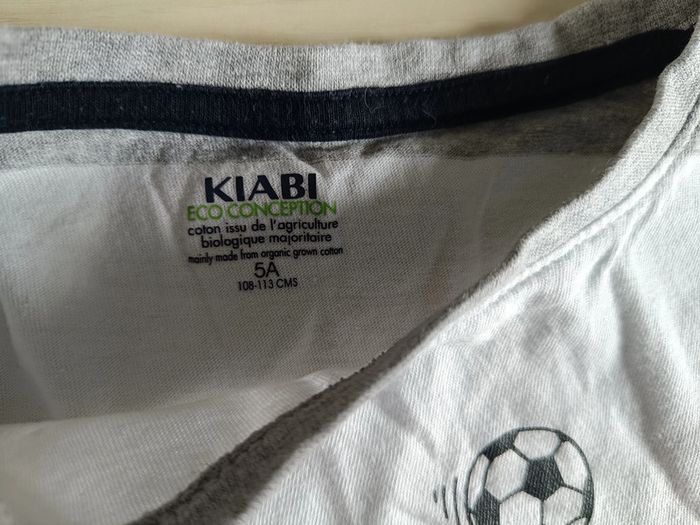 KIABI
ECO CONCEPTION
coton issu de l'agriculture
biologique majoritaire
mainly made from organic grown cotton
5A
108-113 CMS